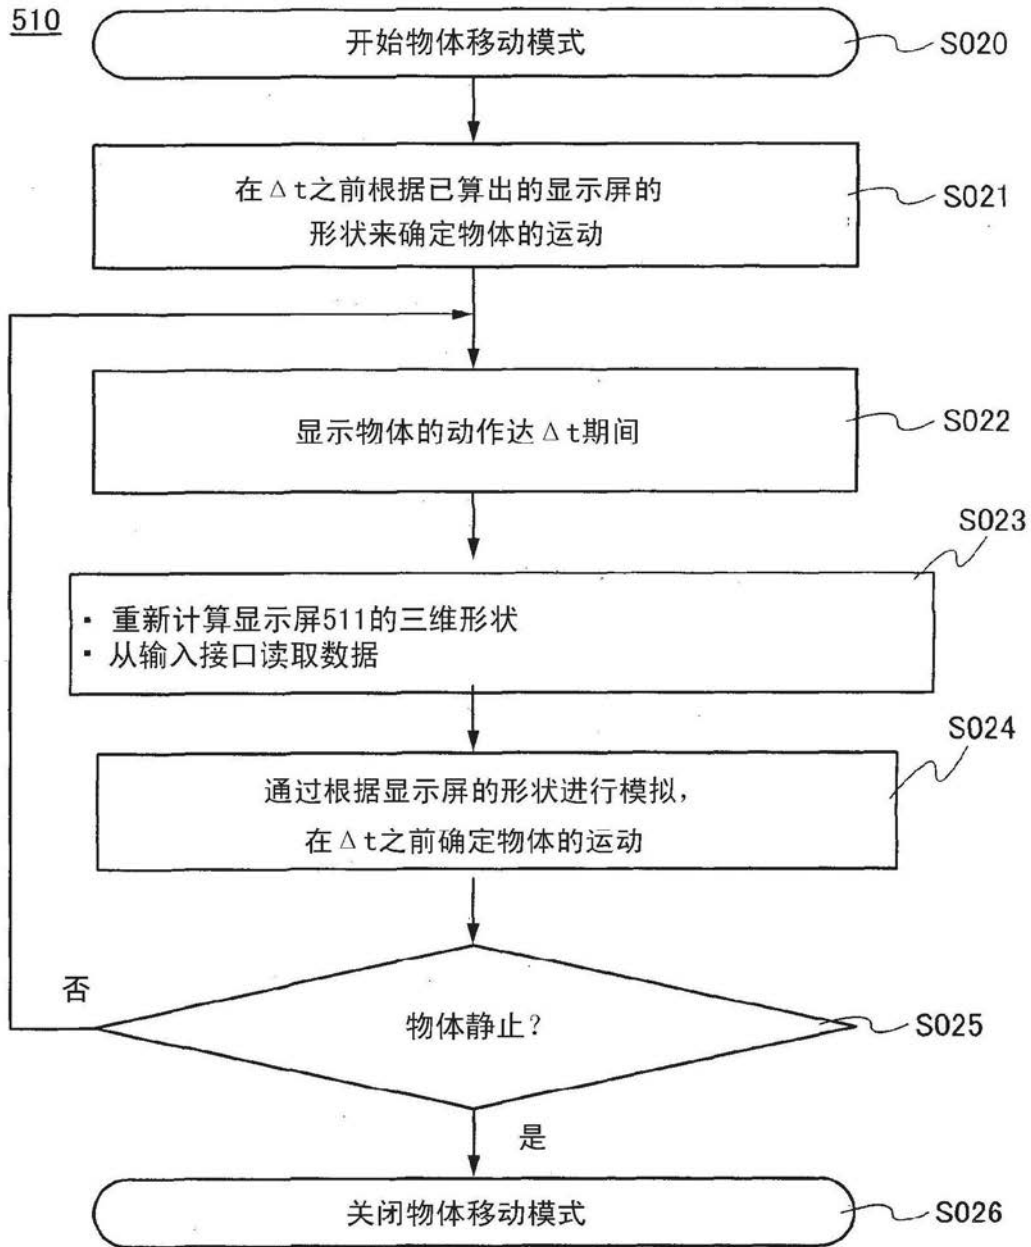 510
开始物体移动模式
S020
在Δt之前根据已算出的显示屏的
形状来确定物体的运动
S021
显示物体的动作达Δt期间
S022
S023
▪ 重新计算显示屏511的三维形状
▪ 从输入接口读取数据
S024
通过根据显示屏的形状进行模拟,
在Δt之前确定物体的运动
否
物体静止?
S025
是
关闭物体移动模式
S026